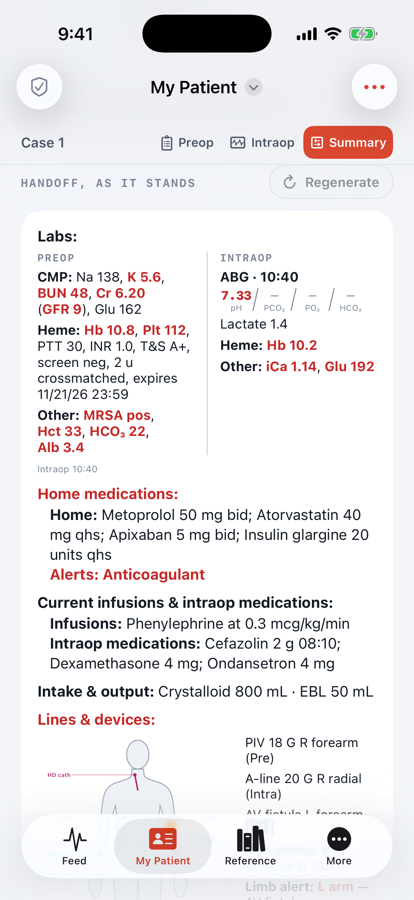 9:41
My Patient
Case 1
Preop
Intraop
Summary
HANDOFF, AS IT STANDS
Regenerate
Labs:
PREOP
CMP: Na 138, K 5.6,
BUN 48, Cr 6.20
(GFR 9), Glu 162
Heme: Hb 10.8, Plt 112,
PTT 30, INR 1.0, T&S A+,
screen neg, 2 u
crossmatched, expires
11/21/26 23:59
Other: MRSA pos,
Hct 33, HCO₃ 22,
Alb 3.4
INTRAOP
ABG · 10:40
7.33 / — / — / —
pH PCO₂ PO₂ HCO₃
Lactate 1.4
Heme: Hb 10.2
Other: iCa 1.14, Glu 192
Intraop 10:40
Home medications:
Home: Metoprolol 50 mg bid; Atorvastatin 40
mg qhs; Apixaban 5 mg bid; Insulin glargine 20
units qhs
Alerts: Anticoagulant
Current infusions & intraop medications:
Infusions: Phenylephrine at 0.3 mcg/kg/min
Intraop medications: Cefazolin 2 g 08:10;
Dexamethasone 4 mg; Ondansetron 4 mg
Intake & output: Crystalloid 800 mL · EBL 50 mL
Lines & devices:
HD cath
PIV 18 G R forearm
(Pre)
A-line 20 G R radial
(Intra)
AV fistula L forearm
Limb alert: L arm —
Feed
My Patient
Reference
More